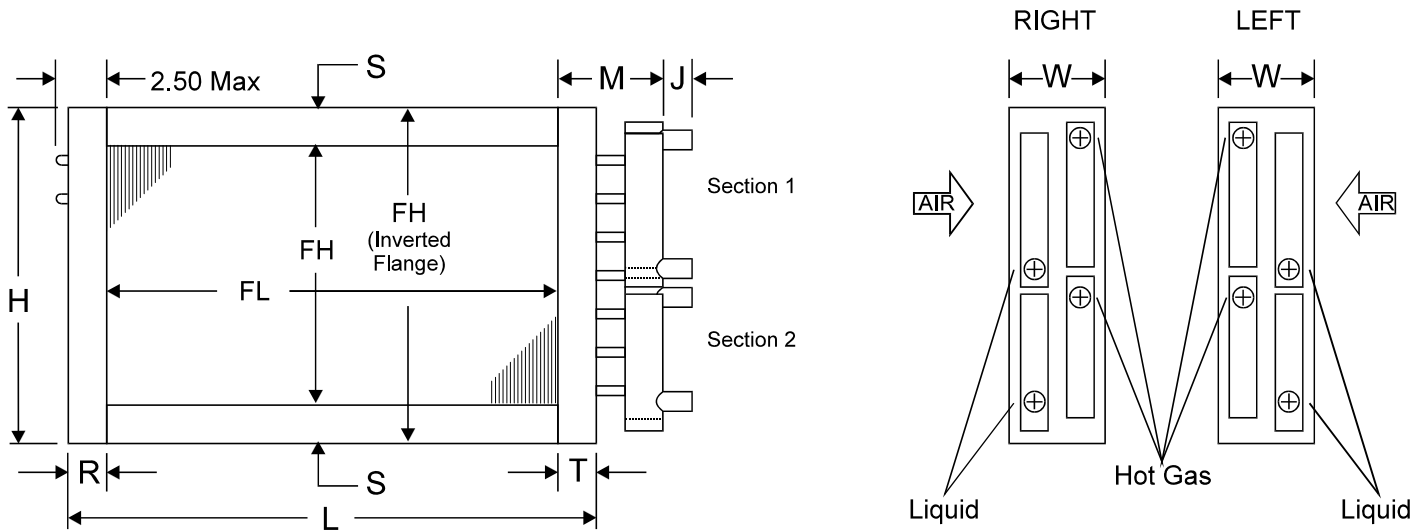 RIGHT
LEFT
2.50 Max
S
M
J
W
W
Section 1
AIR
AIR
FH
(Inverted
Flange)
FH
FL
H
Section 2
R
S
T
L
Hot Gas
Liquid
Liquid